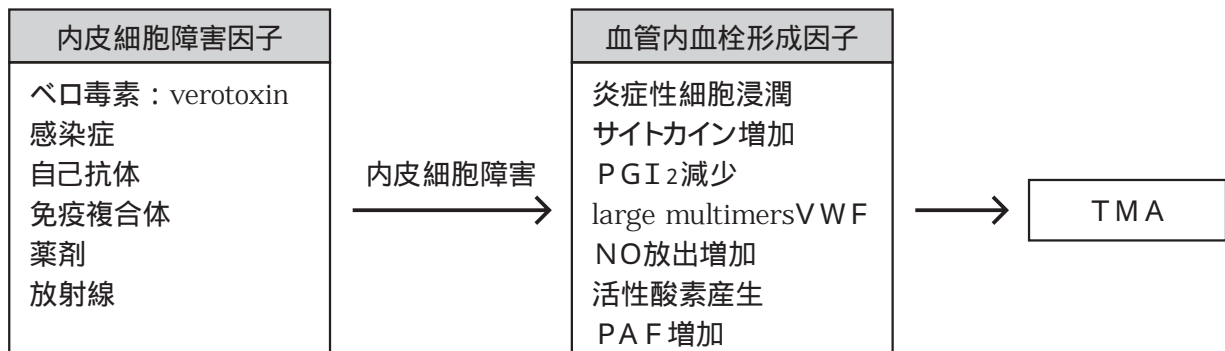 内皮細胞障害因子
ベロ毒素：verotoxin
感染症
自己抗体
免疫複合体
薬剤
放射線
内皮細胞障害
血管内血栓形成因子
炎症性細胞浸潤
サイトカイン増加
ＰＧＩ2減少
large multimersＶＷＦ
ＮＯ放出増加
活性酸素産生
ＰＡＦ増加
ＴＭＡ